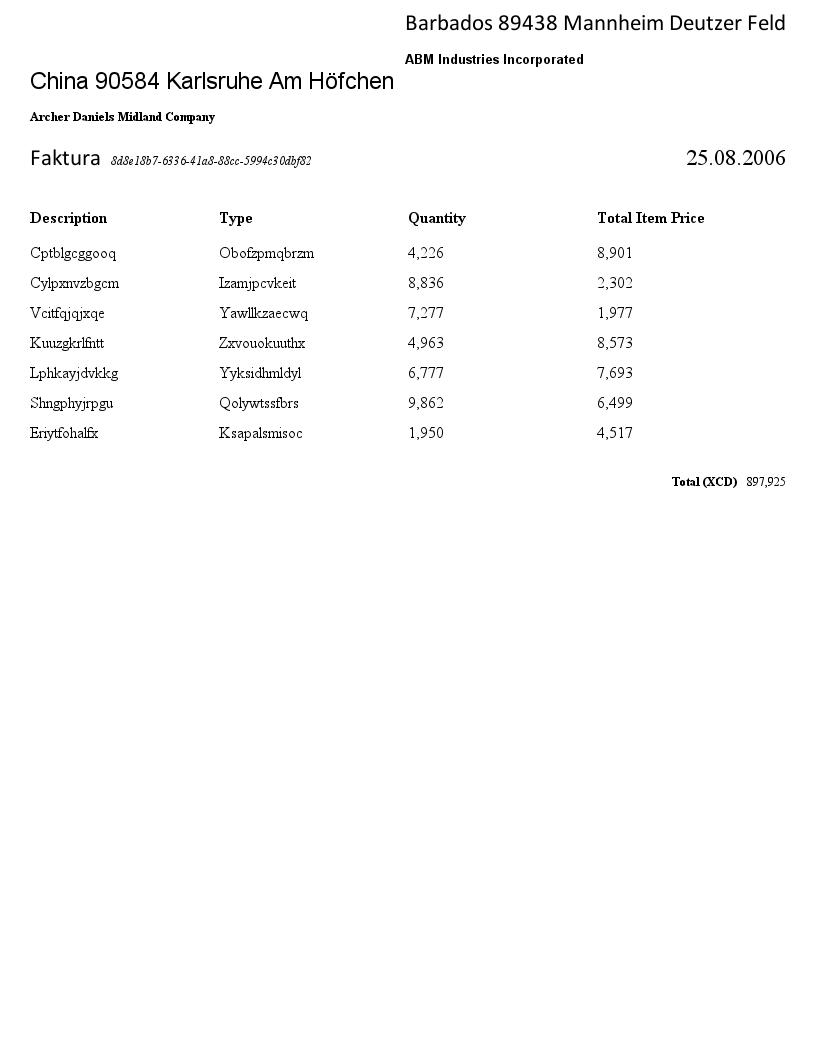 Barbados 89438 Mannheim Deutzer Feld
ABM Industries Incorporated
China 90584 Karlsruhe Am Höfchen
Archer Daniels Midland Company
Faktura 8d8e18b7-6336-41a8-88cc-5994c30dbf82 25.08.2006
Description Type Quantity Total Item Price
Cptblgcggooq Obofzpmqbrzm 4,226 8,901
Cylpxnvzbgcm Izamjpcvkeit 8,836 2,302
Vcitfqjqjxqe Yawllkzaecwq 7,277 1,977
Kuuzgkrlfntt Zxvouokuuthx 4,963 8,573
Lphkayjdvkkg Yyksidhmldyl 6,777 7,693
Shngphyjrpgu Qolywtssfbrs 9,862 6,499
Eriytfohalfx Ksapalsmisoc 1,950 4,517
Total (XCD) 897,925